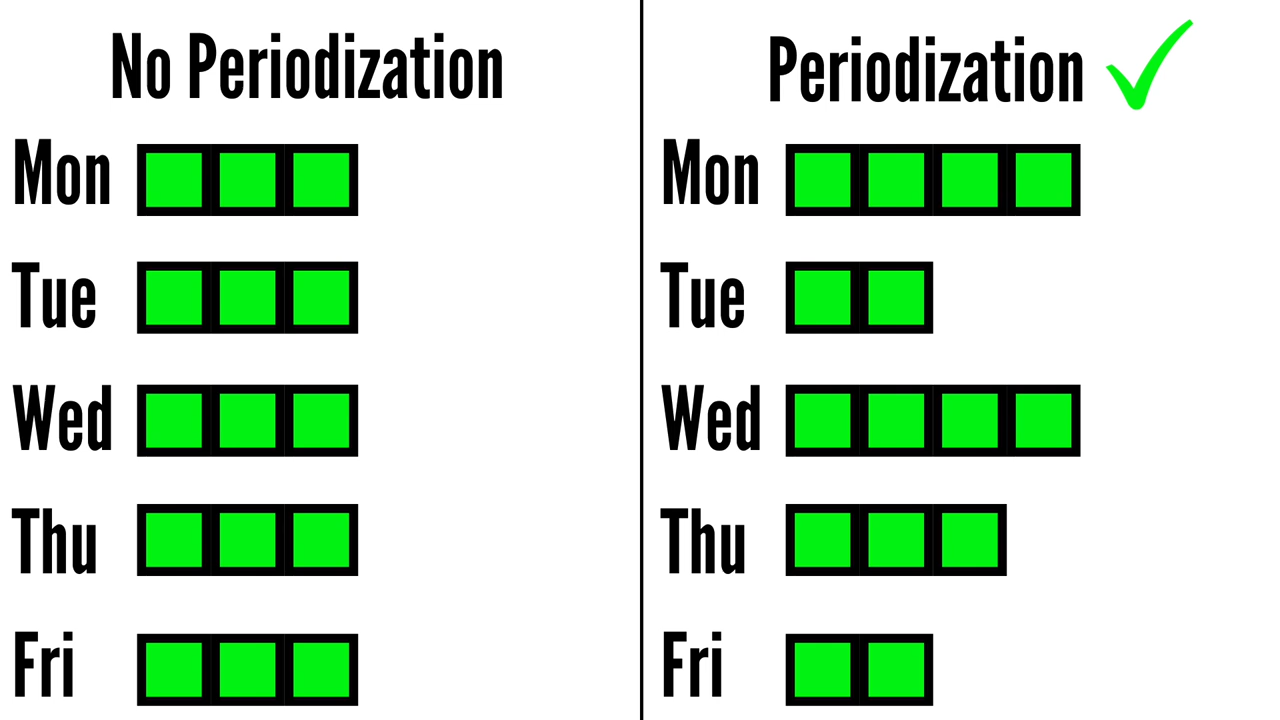 No Periodization
Mon
Tue
Wed
Thu
Fri
Periodization
Mon
Tue
Wed
Thu
Fri